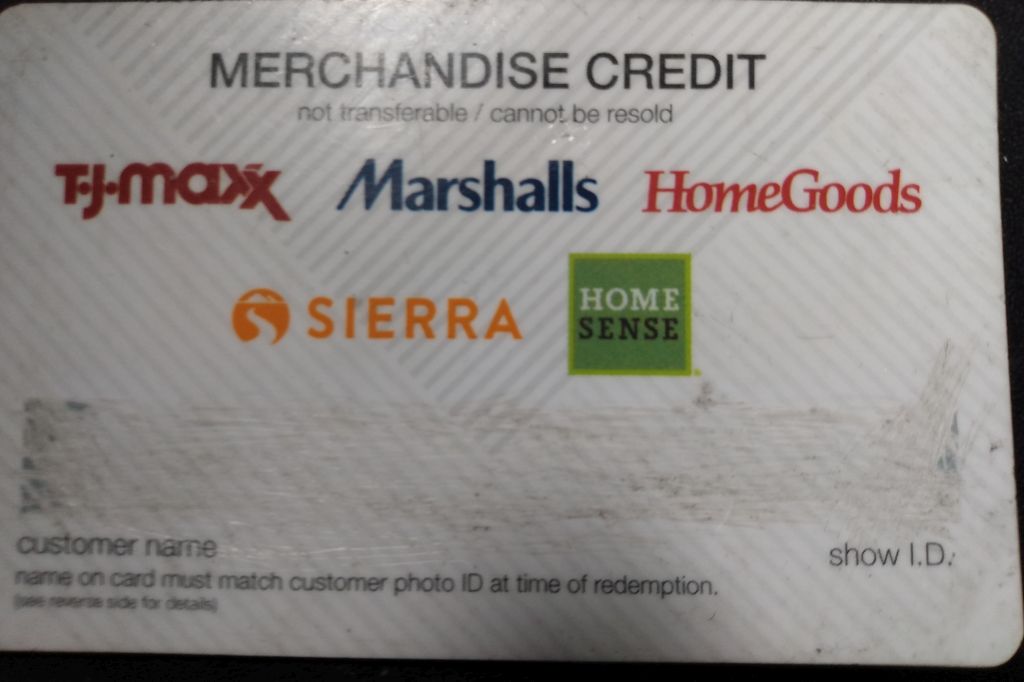 MERCHANDISE CREDIT
not transferable / cannot be resold
T·J·maxx Marshalls HomeGoods
SIERRA HOME
SENSE
customer name
show I.D.
name on card must match customer photo ID at time of redemption.
(see reverse side for details)